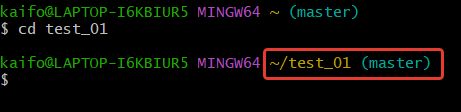 kaifo@LAPTOP-I6KBIUR5 MINGW64 ~ (master)
$ cd test_01
kaifo@LAPTOP-I6KBIUR5 MINGW64 ~/test_01 (master)
$